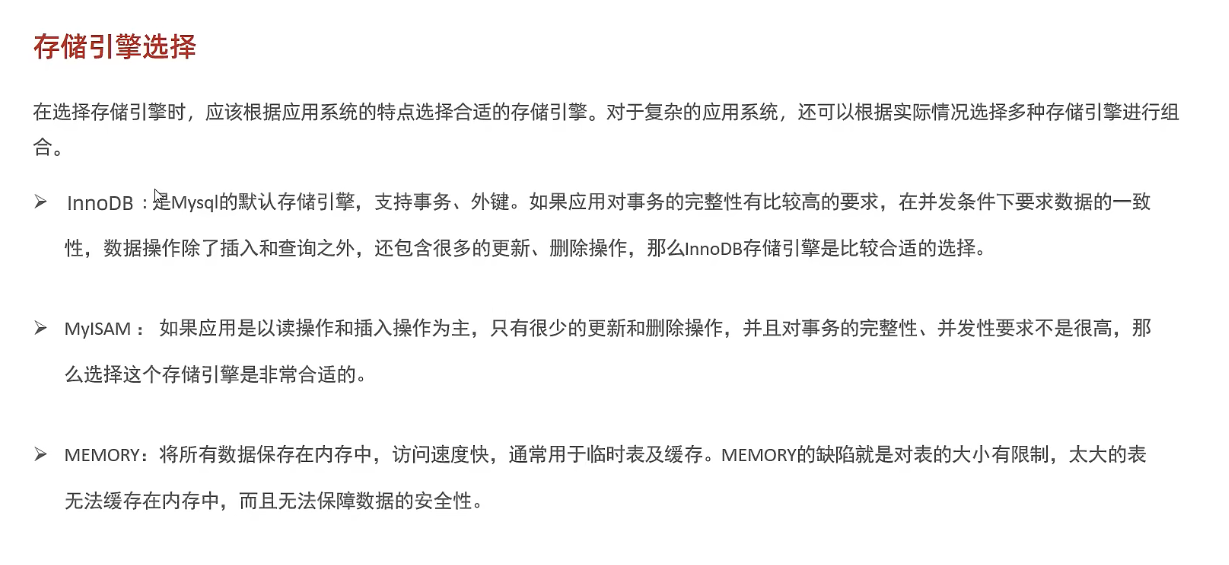 存储引擎选择
在选择存储引擎时，应该根据应用系统的特点选择合适的存储引擎。对于复杂的应用系统，还可以根据实际情况选择多种存储引擎进行组
合。
➢ InnoDB : 是Mysql的默认存储引擎，支持事务、外键。如果应用对事务的完整性有比较高的要求，在并发条件下要求数据的一致
性，数据操作除了插入和查询之外，还包含很多的更新、删除操作，那么InnoDB存储引擎是比较合适的选择。
➢ MyISAM ： 如果应用是以读操作和插入操作为主，只有很少的更新和删除操作，并且对事务的完整性、并发性要求不是很高，那
么选择这个存储引擎是非常合适的。
➢ MEMORY：将所有数据保存在内存中，访问速度快，通常用于临时表及缓存。MEMORY的缺陷就是对表的大小有限制，太大的表
无法缓存在内存中，而且无法保障数据的安全性。